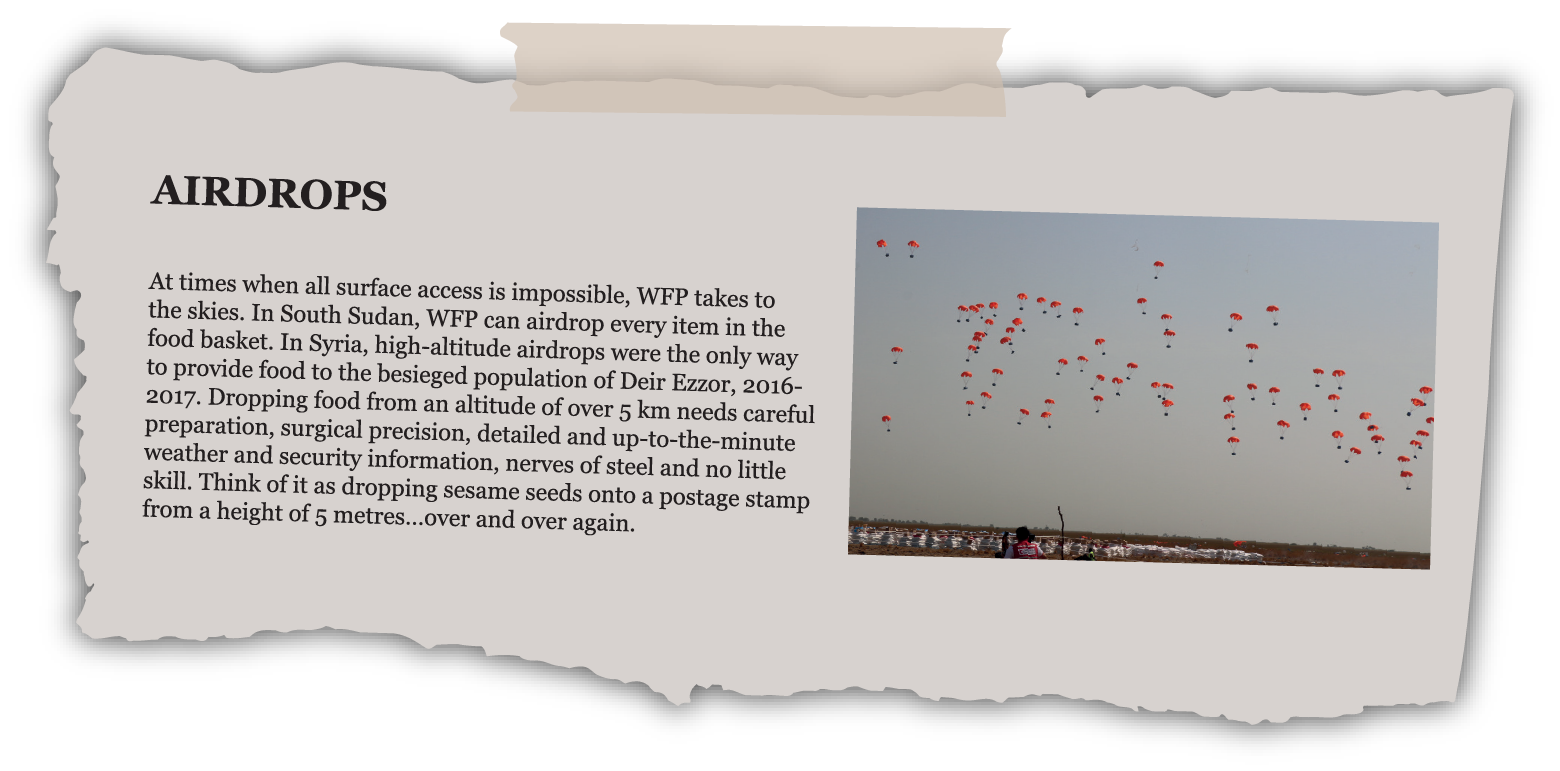 AIRDROPS
At times when all surface access is impossible, WFP takes to
the skies. In South Sudan, WFP can airdrop every item in the
food basket. In Syria, high-altitude airdrops were the only way
to provide food to the besieged population of Deir Ezzor, 2016-
2017. Dropping food from an altitude of over 5 km needs careful
preparation, surgical precision, detailed and up-to-the-minute
weather and security information, nerves of steel and no little
skill. Think of it as dropping sesame seeds onto a postage stamp
from a height of 5 metres...over and over again.